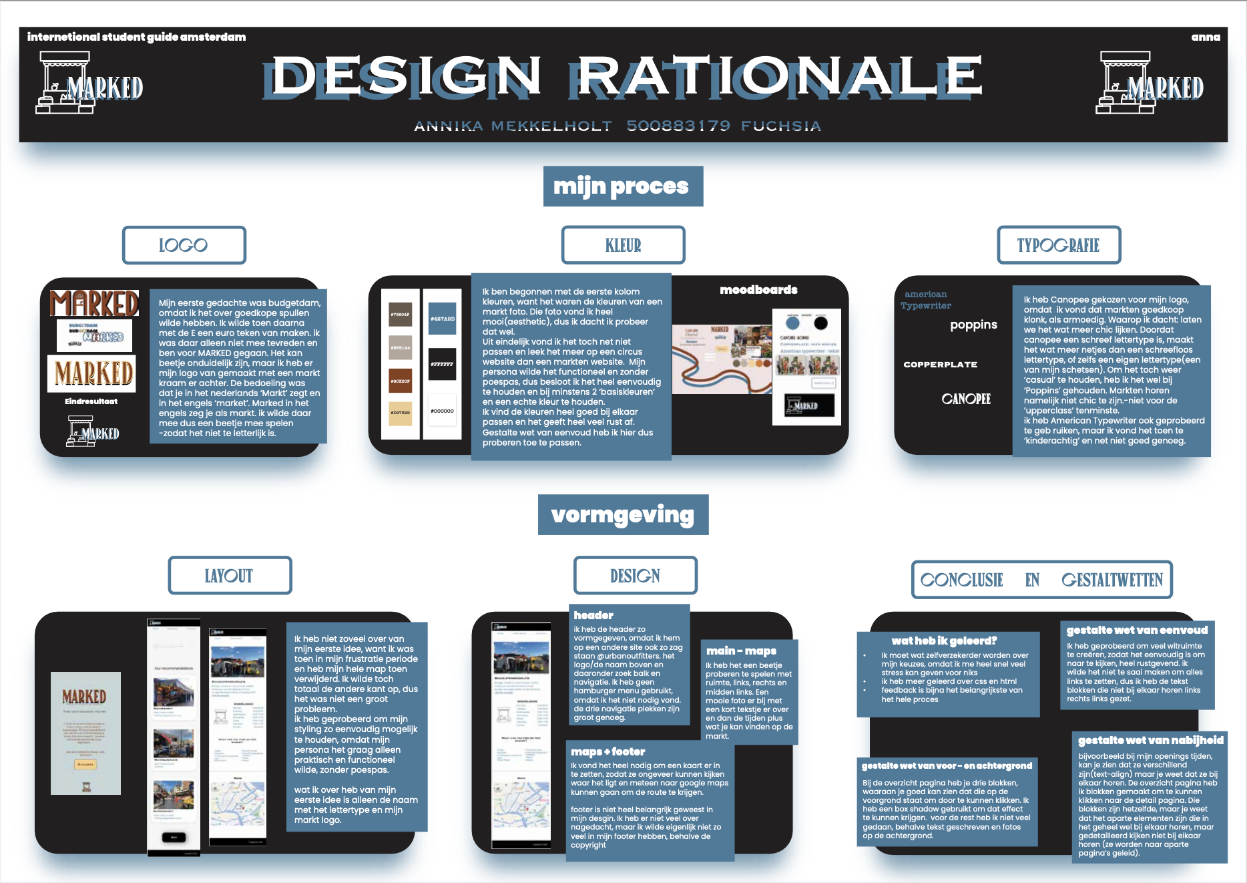 internetional student guide amsterdam
anna
MARKED
DESIGN RATIONALE
MARKED
ANNIKA MEKKELHOLT 500883179 FUCHSIA
mijn proces
LOGO
MARKED
MARKED
Eindresultaat
MARKED
Mijn eerste gedachte was budgetdam,
omdat ik het over goedkope spullen
wilde hebben. Ik wilde toen daarna
met de E een euro teken van maken. ik
was daar alleen niet mee tevreden en
ben voor MARKED gegaan. Het kan
beetje onduidelijk zijn, maar ik heb er
mijn logo van gemaakt met een markt
kraam er achter. De bedoeling was
dat je in het nederlands 'Markt' zegt en
in het engels 'market'. Marked in het
engels zeg je als markt. ik wilde daar
mee dus een beetje mee spelen
-zodat het niet te letterlijk is.
KLEUR
#FFFFFF
#000000
Ik ben begonnen met de eerste kolom
kleuren, want het waren de kleuren van een
markt foto. Die foto vond ik heel
mooi(aesthetic), dus ik dacht ik probeer
dat wel.
Uit eindelijk vond ik het toch net niet
passen en leek het meer op een circus
website dan een markten website. Mijn
persona wilde het functioneel en zonder
poespas, dus besloot ik het heel eenvoudig
te houden en bij minstens 2 'basiskleuren'
en een echte kleur te houden.
Ik vind de kleuren heel goed bij elkaar
passen en het geeft heel veel rust af.
Gestalte wet van eenvoud heb ik hier dus
proberen toe te passen.
moodboards
TYPOGRAFIE
american
Typewriter
poppins
COPPERPLATE
CANOPEE
Ik heb Canopee gekozen voor mijn logo,
omdat ik vond dat markten goedkoop
klonk, als armoedig. Waarop ik dacht: laten
we het wat meer chic lijken. Doordat
canopee een schreef lettertype is, maakt
het wat meer netjes dan een schreefloos
lettertype, of zelfs een eigen lettertype(een
van mijn schetsen). Om het toch weer
'casual' te houden, heb ik het wel bij
'Poppins' gehouden. Markten horen
namelijk niet chic te zijn.-niet voor de
'upperclass' tenminste.
ik heb American Typewriter ook geprobeerd
te geb ruiken, maar ik vond het toen te
'kinderachtig' en net niet goed genoeg.
vormgeving
LAYOUT
MARKED
Our recommendations
Ik heb niet zoveel over van
mijn eerste idee, want ik was
toen in mijn frustratie periode
en heb mijn hele map toen
verwijderd. Ik wilde toch
totaal de andere kant op, dus
het was niet een groot
probleem.
ik heb geprobeerd om mijn
styling zo eenvoudig mogelijk
te houden, omdat mijn
persona het graag alleen
praktisch en functioneel
wilde, zonder poespas.
wat ik over heb van mijn
eerste idee is alleen de naam
met het lettertype en mijn
markt logo.
DESIGN
header
ik heb de header zo
vormgegeven, omdat ik hem
op een andere site ook zo zag
staan @urbanoutfitters. het
logo/de naam boven en
daaronder zoek balk en
navigatie. Ik heb geen
hamburger menu gebruikt,
omdat ik het niet nodig vond.
de drie navigatie plekken zijn
groot genoeg.
main - maps
Ik heb het een beetje
proberen te spelen met
ruimte, links, rechts en
midden links. Een
mooie foto er bij met
een kort tekstje er over
en dan de tijden plus
wat je kan vinden op de
markt.
maps + footer
Ik vand het heel nodig om een kaart er in
te zetten, zodat ze ongeveer kunnen kijken
waar het ligt en meteen naar google maps
kunnen gaan om de route te krijgen.
footer is niet heel belangrijk geweest in
mijn desgin. Ik heb er niet veel over
nagedacht, maar ik wilde eigenlijk niet zo
veel in mijn footer hebben, behalve de
copyright
CONCLUSIE EN GESTALTWETTEN
wat heb ik geleerd?
• Ik moet wat zelfverzekerder worden over
mijn keuzes, omdat ik me heel snel veel
stress kan geven voor niks
• ik heb meer geleerd over css en html
• feedback is bijna het belangrijkste van
het hele proces
gestalte wet van eenvoud
Ik heb geprobeerd om veel witruimte
te creëren, zodat het eenvoudig is om
naar te kijken, heel rustgevend. ik
wilde het niet te saai maken om alles
links te zetten, dus ik heb de tekst
blokken die niet bij elkaar horen links
rechts gezet.
gestalte wet van voor - en achtergrond
Bij de overzicht pagina heb je drie blokken,
waaraan je goed kan zien dat die op de
voorgrond staat om door te kunnen klikken. Ik
heb een box shadow gebruikt om dat effect
te kunnen krijgen. voor de rest heb ik niet veel
gedaan, behalve tekst geschreven en fotos
op de achtergrond.
gestalte wet van nabijheid
bijvoorbeeld bij mijn openings tijden,
kan je zien dat ze verschillend
zijn(text-align) maar je weet dat ze bij
elkaar horen. De overzicht pagina heb
ik blokken gemaakt om te kunnen
klikken naar de detail pagina. Die
blokken zijn hetzelfde, maar je weet
dat het aparte elementen zijn die in
het geheel wel bij elkaar horen, maar
gedetailleerd kijken niet bij elkaar
horen (ze worden naar aparte
pagina's geleid).